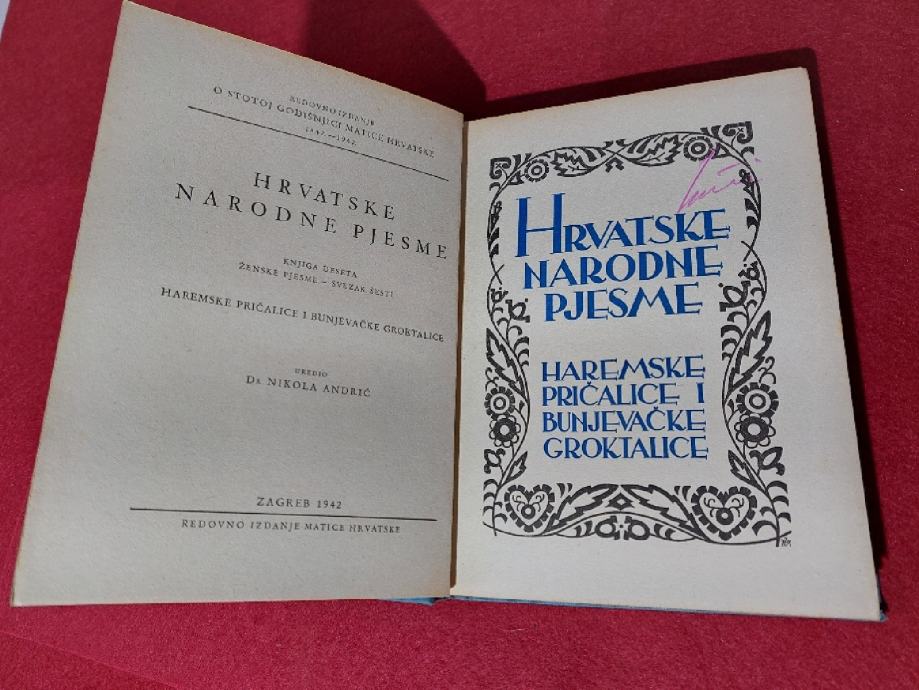 REDOVNO IZDANJE
O STOTOJ GODIŠNJICI MATICE HRVATSKE
1842.—1942.
HRVATSKE
NARODNE PJESME
KNJIGA DESETA
ŽENSKE PJESME – SVEZAK ŠESTI
HAREMSKE PRIČALICE I BUNJEVAČKE GROKTALICE
UREDIO
DR NIKOLA ANDRIĆ
ZAGREB 1942
REDOVNO IZDANJE MATICE HRVATSKE
HRVATSKE
NARODNE
PJESME
HAREMSKE
PRIČALICE I
BUNJEVAČKE
GROKTALICE